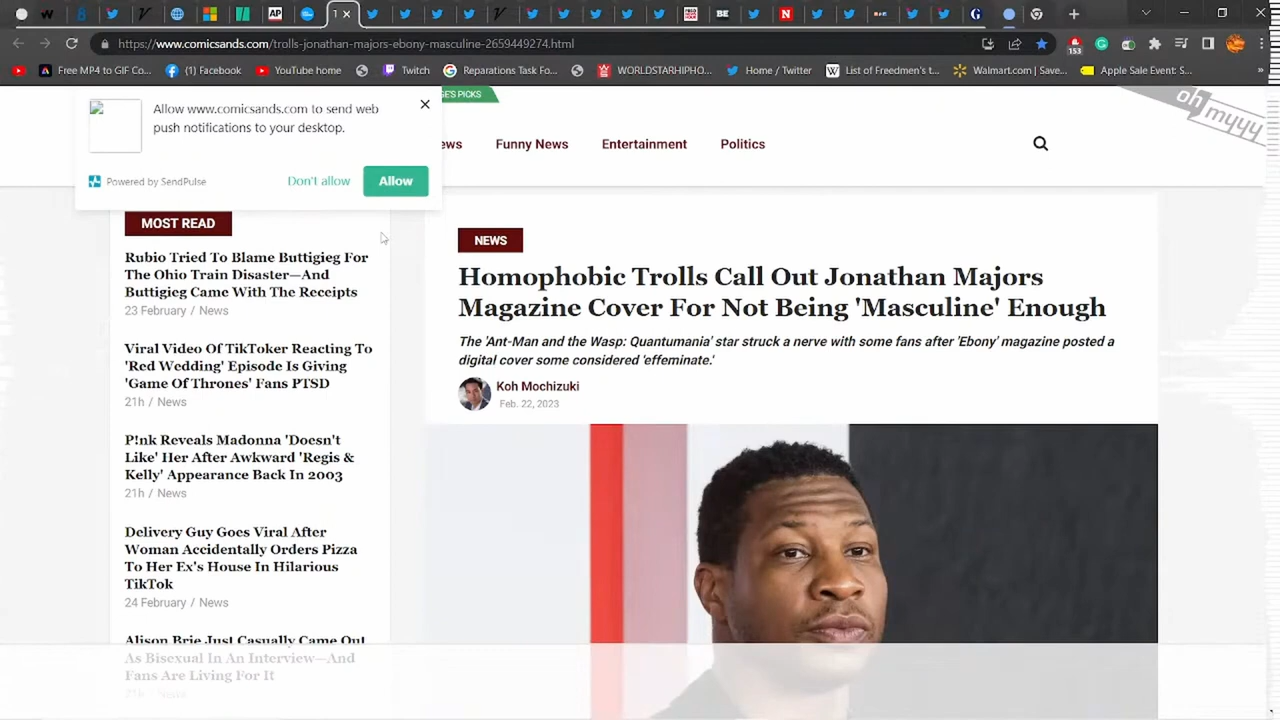 1
https://www.comicsands.com/trolls-jonathan-majors-ebony-masculine-2659449274.html
153
Free MP4 to GIF Co...
(1) Facebook
YouTube home
Twitch
Reparations Task Fo...
WORLDSTARHIPHO...
Home / Twitter
List of Freedmen's t...
Walmart.com | Save...
Apple Sale Event: S...
»
Allow www.comicsands.com to send web
push notifications to your desktop.
Powered by SendPulse
Don't allow
Allow
GE'S PICKS
ews
Funny News
Entertainment
Politics
oh
myyy
MOST READ
Rubio Tried To Blame Buttigieg For
The Ohio Train Disaster—And
Buttigieg Came With The Receipts
23 February / News
Viral Video Of TikToker Reacting To
'Red Wedding' Episode Is Giving
'Game Of Thrones' Fans PTSD
21h / News
P!nk Reveals Madonna 'Doesn't
Like' Her After Awkward 'Regis &
Kelly' Appearance Back In 2003
21h / News
Delivery Guy Goes Viral After
Woman Accidentally Orders Pizza
To Her Ex's House In Hilarious
TikTok
24 February / News
Alison Brie Just Casually Came Out
As Bisexual In An Interview—And
Fans Are Living For It
21h / News
NEWS
Homophobic Trolls Call Out Jonathan Majors
Magazine Cover For Not Being 'Masculine' Enough
The 'Ant-Man and the Wasp: Quantumania' star struck a nerve with some fans after 'Ebony' magazine posted a
digital cover some considered 'effeminate.'
Koh Mochizuki
Feb. 22, 2023